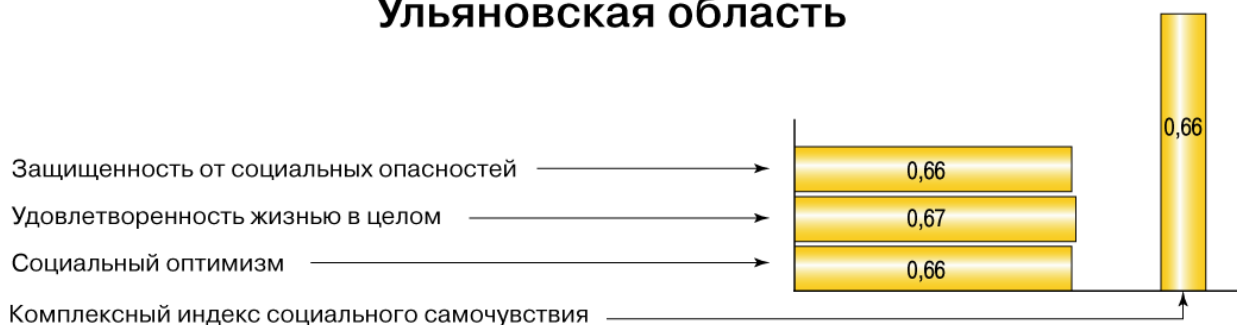 Ульяновская область
0,66
Защищенность от социальных опасностей
0,66
Удовлетворенность жизнью в целом
0,67
Социальный оптимизм
0,66
Комплексный индекс социального самочувствия